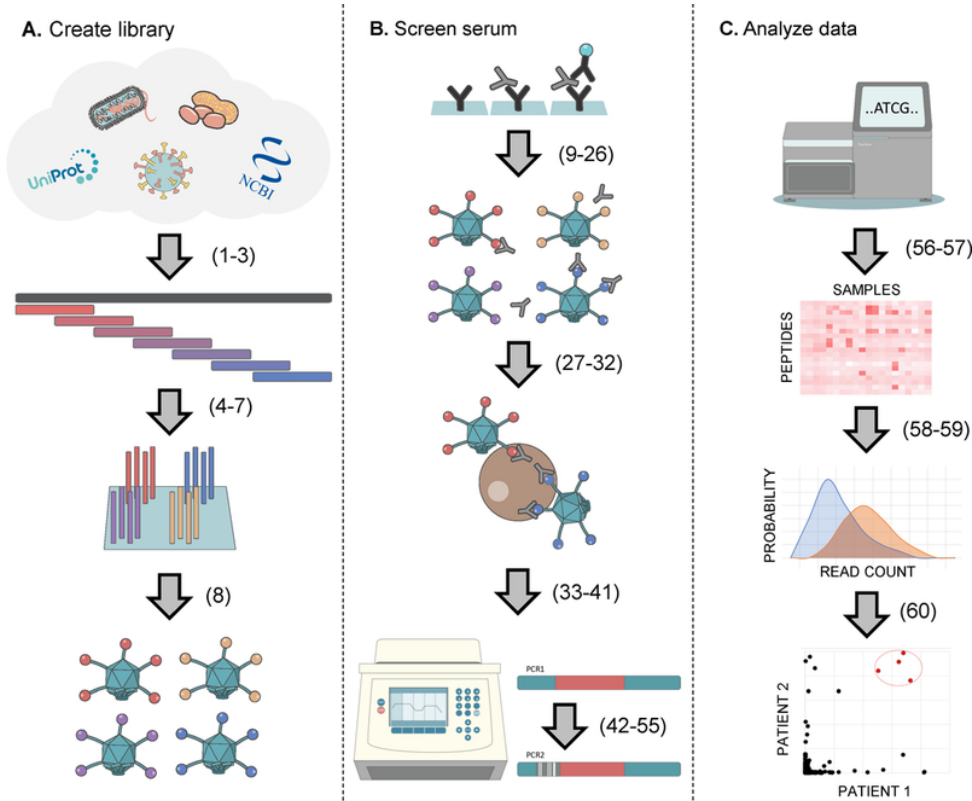 A. Create library
UniProt
NCBI
(1-3)
(4-7)
(8)
B. Screen serum
(9-26)
(27-32)
(33-41)
PCR1
(42-55)
PCR2
C. Analyze data
..ATCG..
(56-57)
SAMPLES
PEPTIDES
(58-59)
PROBABILITY
READ COUNT
(60)
PATIENT 2
PATIENT 1